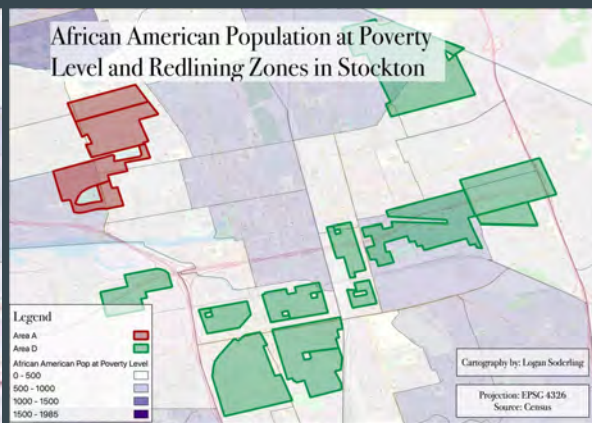 African American Population at Poverty
Level and Redlining Zones in Stockton
Legend
Area A
Area D
African American Pop at Poverty Level
0 - 500
500 - 1000
1000 - 1500
1500 - 1985
Cartography by: Logan Soderling
Projection: EPSG 4326
Source: Census